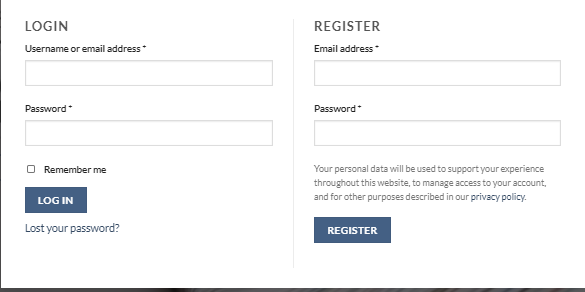 LOGIN
Username or email address *
Password *
Remember me
LOG IN
Lost your password?
REGISTER
Email address *
Password *
Your personal data will be used to support your experience
throughout this website, to manage access to your account,
and for other purposes described in our privacy policy.
REGISTER